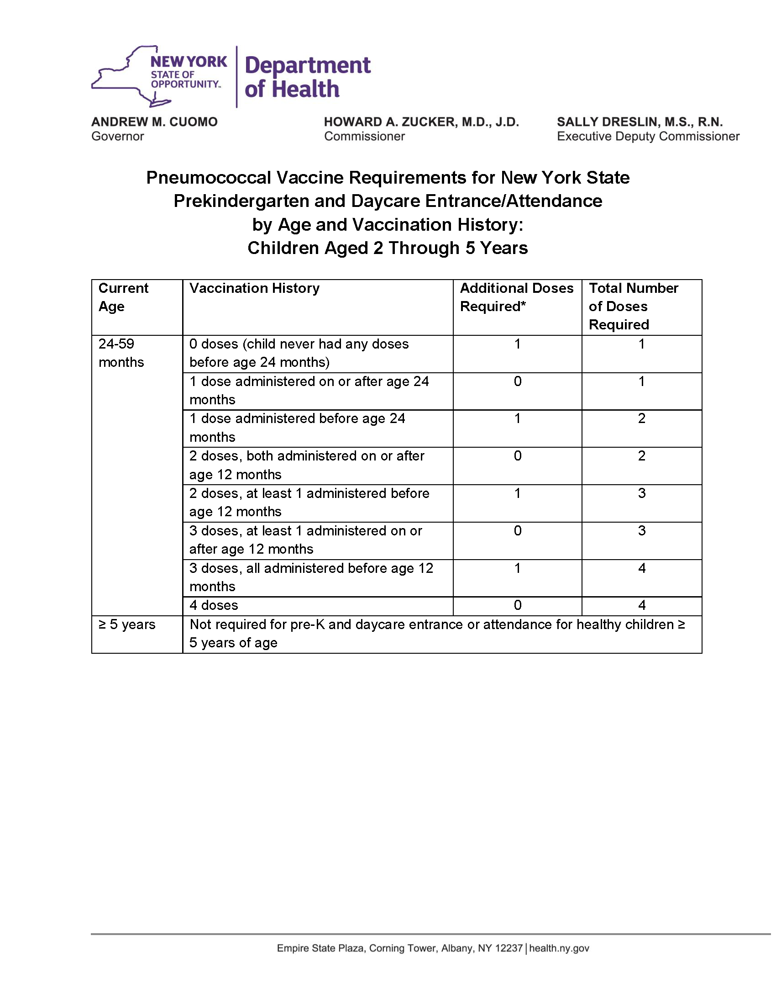 NEW YORK
STATE OF
OPPORTUNITY™
Department
of Health
ANDREW M. CUOMO
Governor
HOWARD A. ZUCKER, M.D., J.D.
Commissioner
SALLY DRESLIN, M.S., R.N.
Executive Deputy Commissioner
Pneumococcal Vaccine Requirements for New York State
Prekindergarten and Daycare Entrance/Attendance
by Age and Vaccination History:
Children Aged 2 Through 5 Years
Current
Age
Vaccination History
Additional Doses
Required*
Total Number
of Doses
Required
24-59
months
0 doses (child never had any doses
before age 24 months)
1
1
1 dose administered on or after age 24
months
0
1
1 dose administered before age 24
months
1
2
2 doses, both administered on or after
age 12 months
0
2
2 doses, at least 1 administered before
age 12 months
1
3
3 doses, at least 1 administered on or
after age 12 months
0
3
3 doses, all administered before age 12
months
1
4
4 doses
0
4
≥ 5 years
Not required for pre-K and daycare entrance or attendance for healthy children ≥
5 years of age
Empire State Plaza, Corning Tower, Albany, NY 12237│health.ny.gov